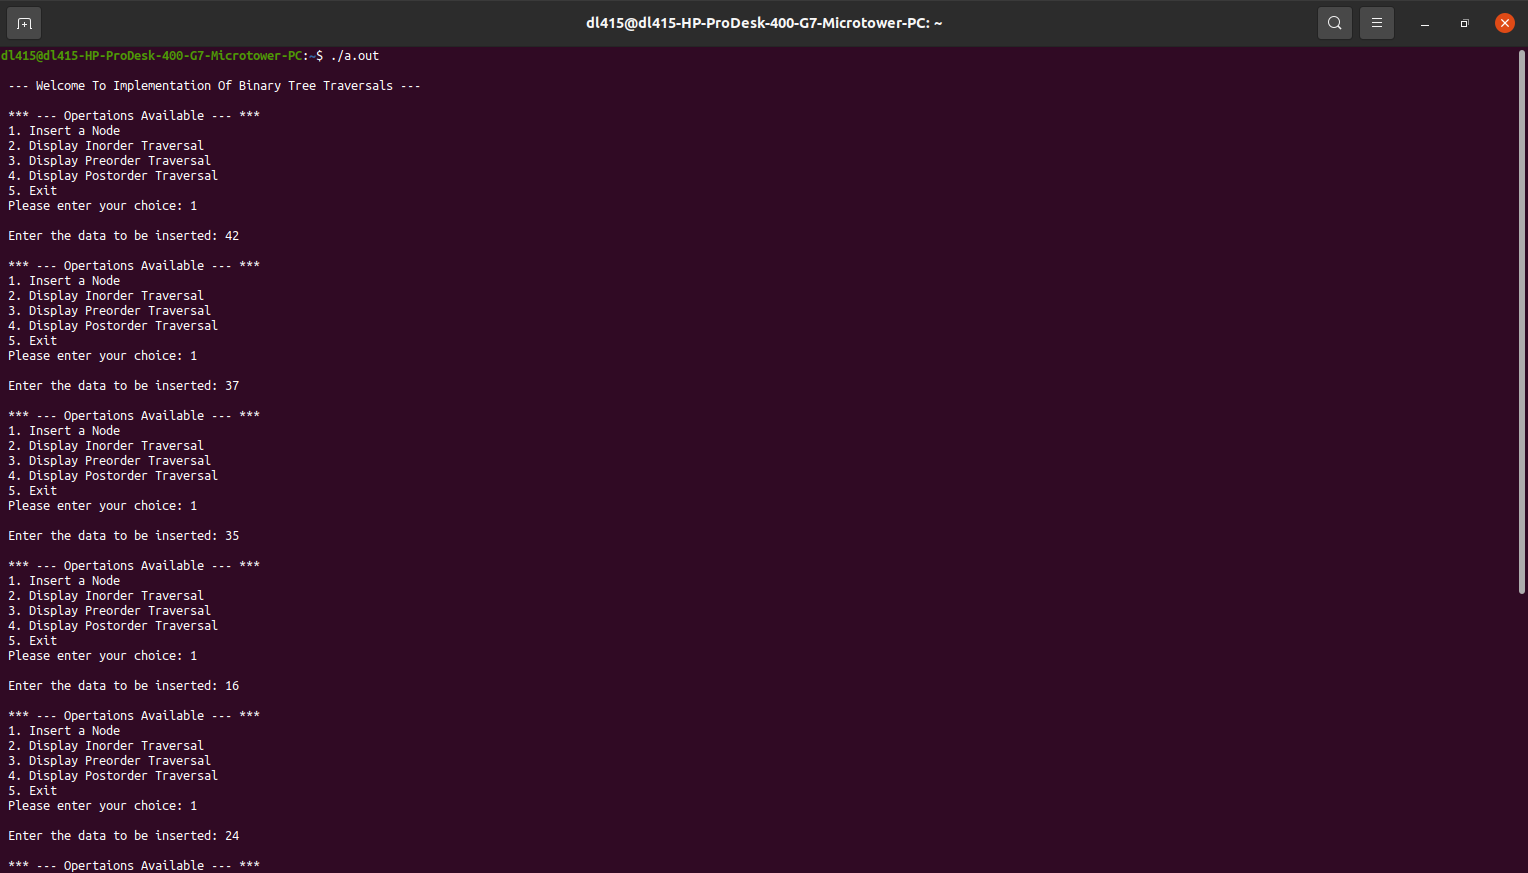 dl415@dl415-HP-ProDesk-400-G7-Microtower-PC: ~
dl415@dl415-HP-ProDesk-400-G7-Microtower-PC:~$ ./a.out
--- Welcome To Implementation Of Binary Tree Traversals ---
*** --- Opertaions Available --- ***
1. Insert a Node
2. Display Inorder Traversal
3. Display Preorder Traversal
4. Display Postorder Traversal
5. Exit
Please enter your choice: 1
Enter the data to be inserted: 42
*** --- Opertaions Available --- ***
1. Insert a Node
2. Display Inorder Traversal
3. Display Preorder Traversal
4. Display Postorder Traversal
5. Exit
Please enter your choice: 1
Enter the data to be inserted: 37
*** --- Opertaions Available --- ***
1. Insert a Node
2. Display Inorder Traversal
3. Display Preorder Traversal
4. Display Postorder Traversal
5. Exit
Please enter your choice: 1
Enter the data to be inserted: 35
*** --- Opertaions Available --- ***
1. Insert a Node
2. Display Inorder Traversal
3. Display Preorder Traversal
4. Display Postorder Traversal
5. Exit
Please enter your choice: 1
Enter the data to be inserted: 16
*** --- Opertaions Available --- ***
1. Insert a Node
2. Display Inorder Traversal
3. Display Preorder Traversal
4. Display Postorder Traversal
5. Exit
Please enter your choice: 1
Enter the data to be inserted: 24
*** --- Opertaions Available --- ***